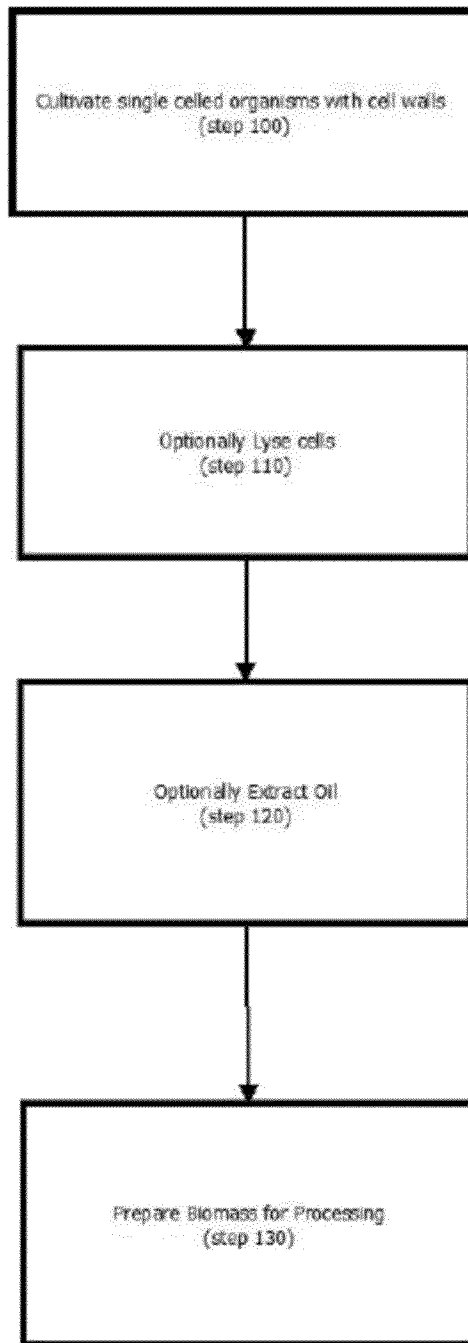 Cultivate single celled organisms with cell walls
(step 100)
Optionally Lyse cells
(step 110)
Optionally Extract Oil
(step 120)
Prepare Biomass for Processing
(step 130)